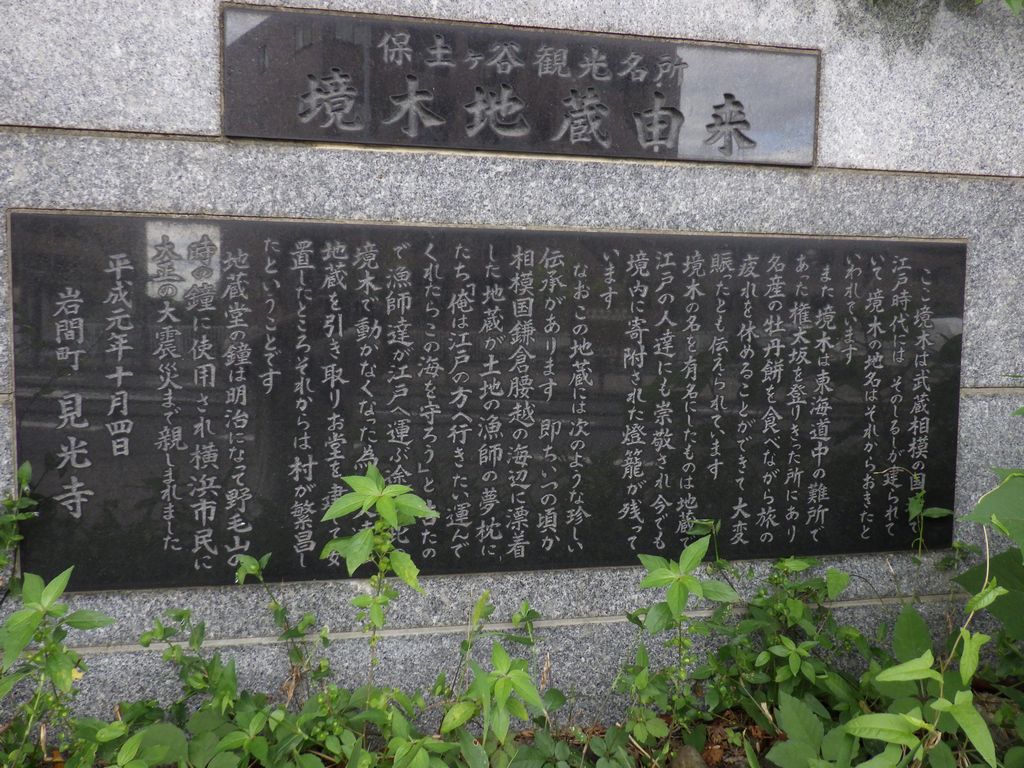 保土ヶ谷観光名所
境木地蔵由来
ここ境木は武蔵相模の国
江戸時代には そのしるしが建られて
いて境木の地名はそれからおきたと
いわれています
また 境木は東海道中の難所で
あった権太坂を登りきた所にあり
名産の牡丹餅を食べながら旅の
疲れを休めることができて 大変
賑ったとも伝えられています
境木の名を有名にしたものは地蔵で
江戸の人達にも崇敬され 今でも
境内に寄附された燈籠が残って
います
なおこの地蔵には次のような珍しい
伝承があります 即ちいつの頃か
相模国鎌倉腰越の海辺に漂着
した地蔵が土地の漁師の夢枕に
たち「俺は江戸の方へ行きたい運んで
くれたらこの海を守ろう」と 告たの
で漁師達が江戸へ運ぶ途
境木で動かなくなった為
地蔵を引き取りお堂を
置したところそれからは村が繁昌し
たということです
地蔵堂の鐘は明治になって野毛山の
時の鐘に使用され 横浜市民に
大正の大震災まで親しまれました
平成元年十月四日
岩間町 見光寺